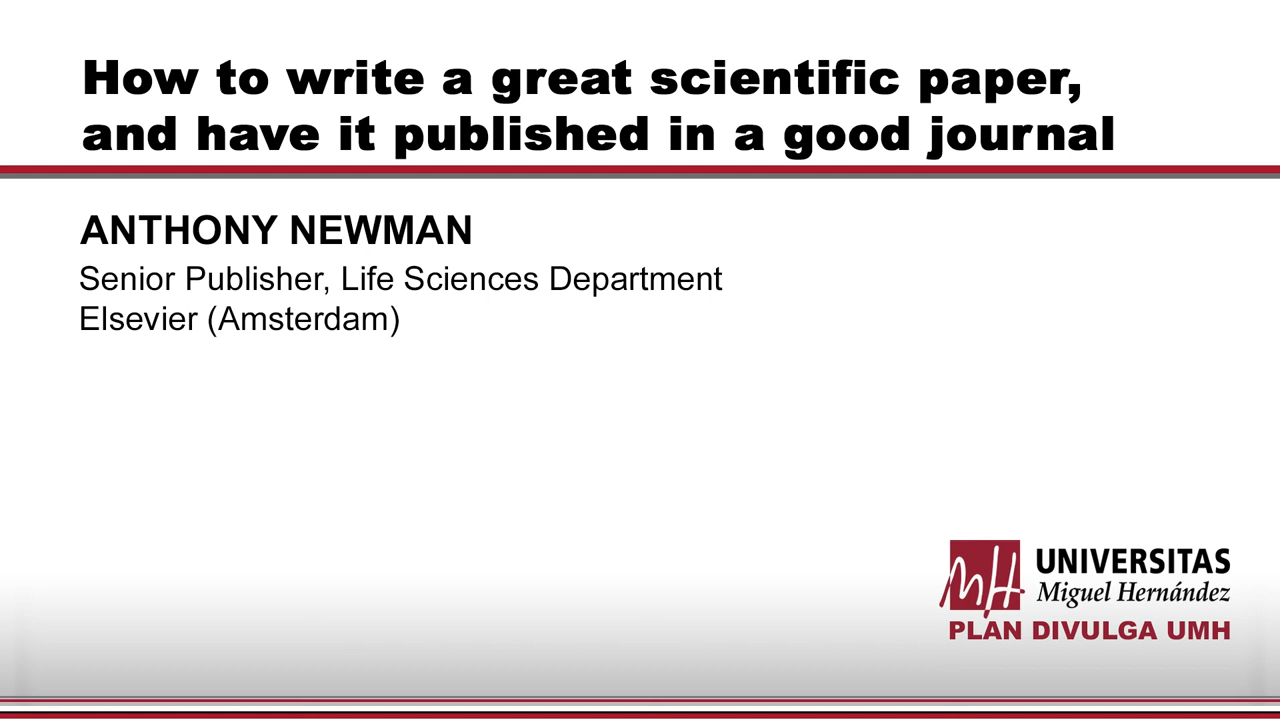 How to write a great scientific paper,
and have it published in a good journal
ANTHONY NEWMAN
Senior Publisher, Life Sciences Department
Elsevier (Amsterdam)
MH
UNIVERSITAS
Miguel Hernández
PLAN DIVULGA UMH